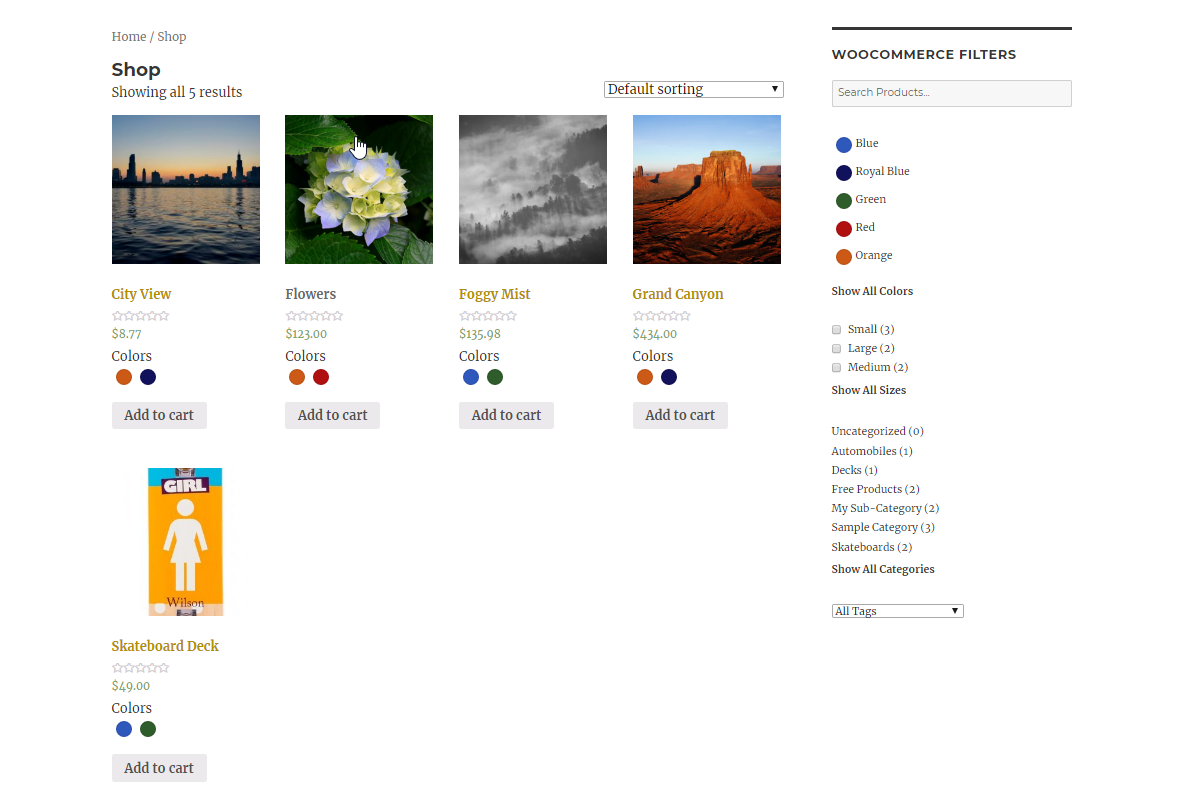 Home / Shop
Shop
Showing all 5 results
Default sorting
City View
$8.77
Colors
Add to cart
Flowers
$123.00
Colors
Add to cart
Foggy Mist
$135.98
Colors
Add to cart
Grand Canyon
$434.00
Colors
Add to cart
GIRL
Wilson
Skateboard Deck
$49.00
Colors
Add to cart
WOOCOMMERCE FILTERS
Search Products...
Blue
Royal Blue
Green
Red
Orange
Show All Colors
Small (3)
Large (2)
Medium (2)
Show All Sizes
Uncategorized (0)
Automobiles (1)
Decks (1)
Free Products (2)
My Sub-Category (2)
Sample Category (3)
Skateboards (2)
Show All Categories
All Tags